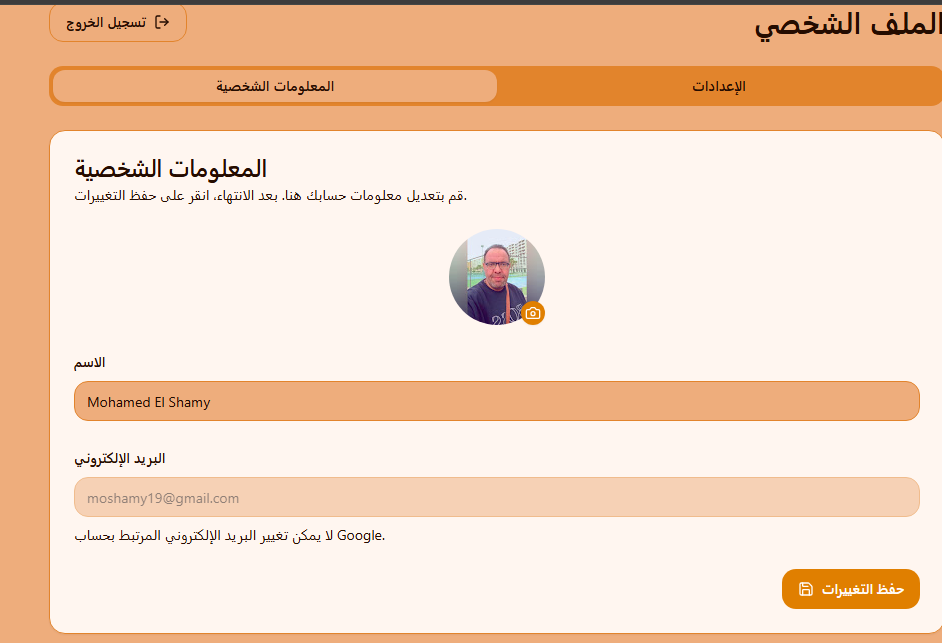 الملف الشخصي
تسجيل الخروج
المعلومات الشخصية
الإعدادات
المعلومات الشخصية
قم بتعديل معلومات حسابك هنا. بعد الانتهاء، انقر على حفظ التغييرات.
الاسم
Mohamed El Shamy
البريد الإلكتروني
moshamy19@gmail.com
لا يمكن تغيير البريد الإلكتروني المرتبط بحساب Google.
حفظ التغييرات